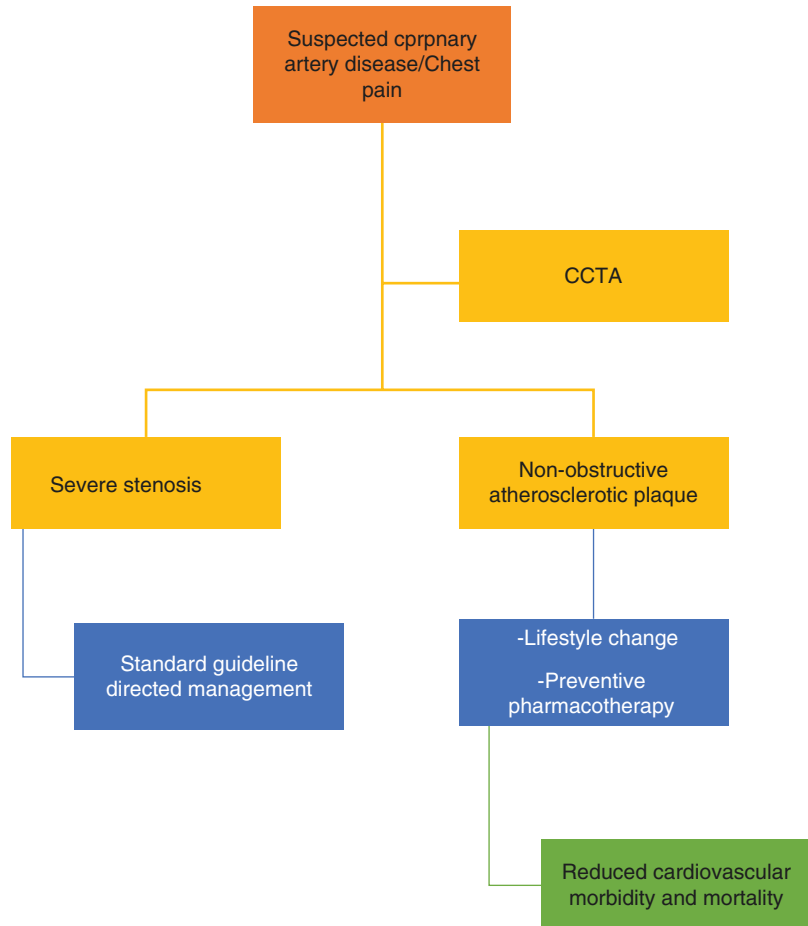 Suspected cprpnary
artery disease/Chest
pain
CCTA
Severe stenosis
Non-obstructive
atherosclerotic plaque
Standard guideline
directed management
-Lifestyle change
-Preventive
pharmacotherapy
Reduced cardiovascular
morbidity and mortality